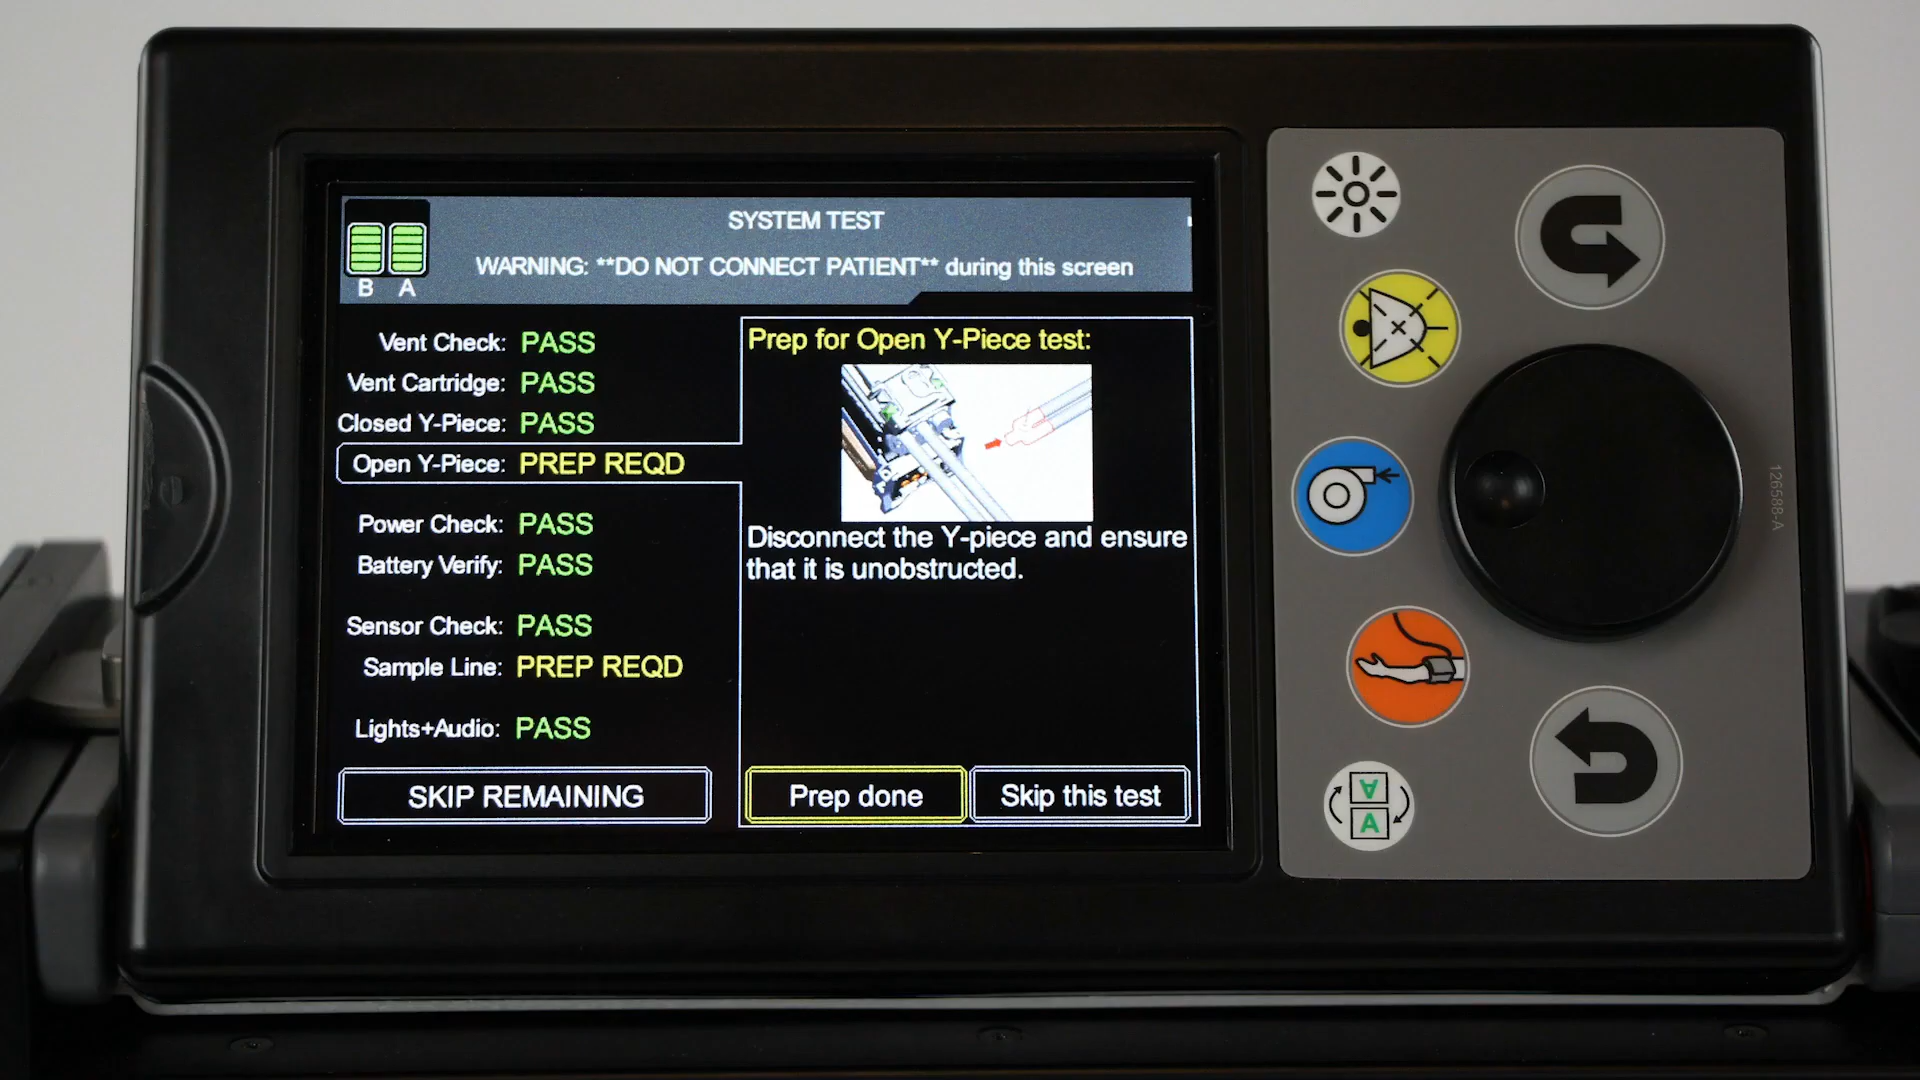 SYSTEM TEST
WARNING: **DO NOT CONNECT PATIENT** during this screen
B A
Vent Check: PASS
Vent Cartridge: PASS
Closed Y-Piece: PASS
Open Y-Piece: PREP REQD
Power Check: PASS
Battery Verify: PASS
Sensor Check: PASS
Sample Line: PREP REQD
Lights+Audio: PASS
SKIP REMAINING
Prep for Open Y-Piece test:
Disconnect the Y-piece and ensure
that it is unobstructed.
Prep done
Skip this test
A
A
12658-A